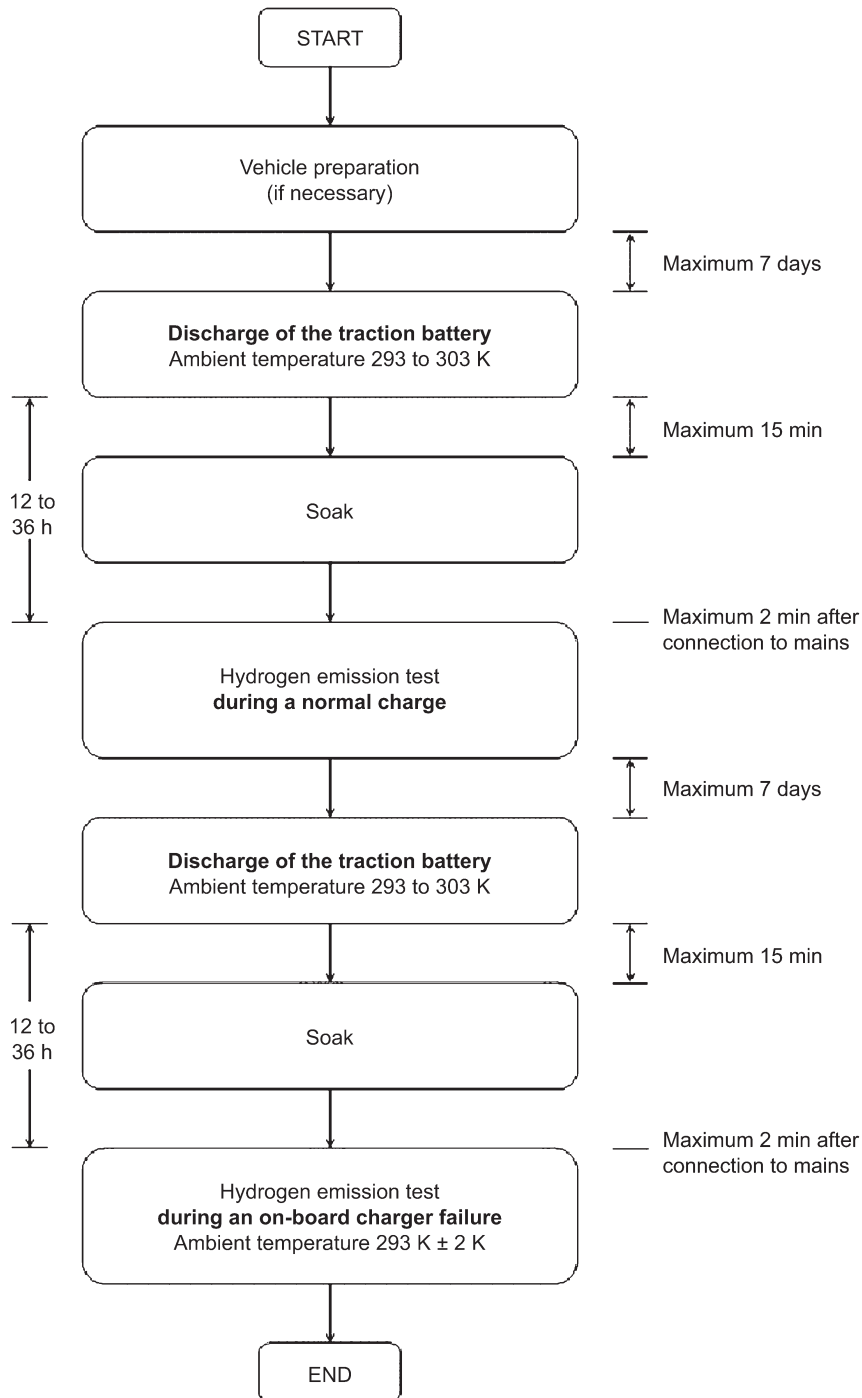 START
Vehicle preparation
(if necessary)
Maximum 7 days
Discharge of the traction battery
Ambient temperature 293 to 303 K
Maximum 15 min
12 to
36 h
Soak
Maximum 2 min after
connection to mains
Hydrogen emission test
during a normal charge
Maximum 7 days
Discharge of the traction battery
Ambient temperature 293 to 303 K
Maximum 15 min
12 to
36 h
Soak
Maximum 2 min after
connection to mains
Hydrogen emission test
during an on-board charger failure
Ambient temperature 293 K ± 2 K
END